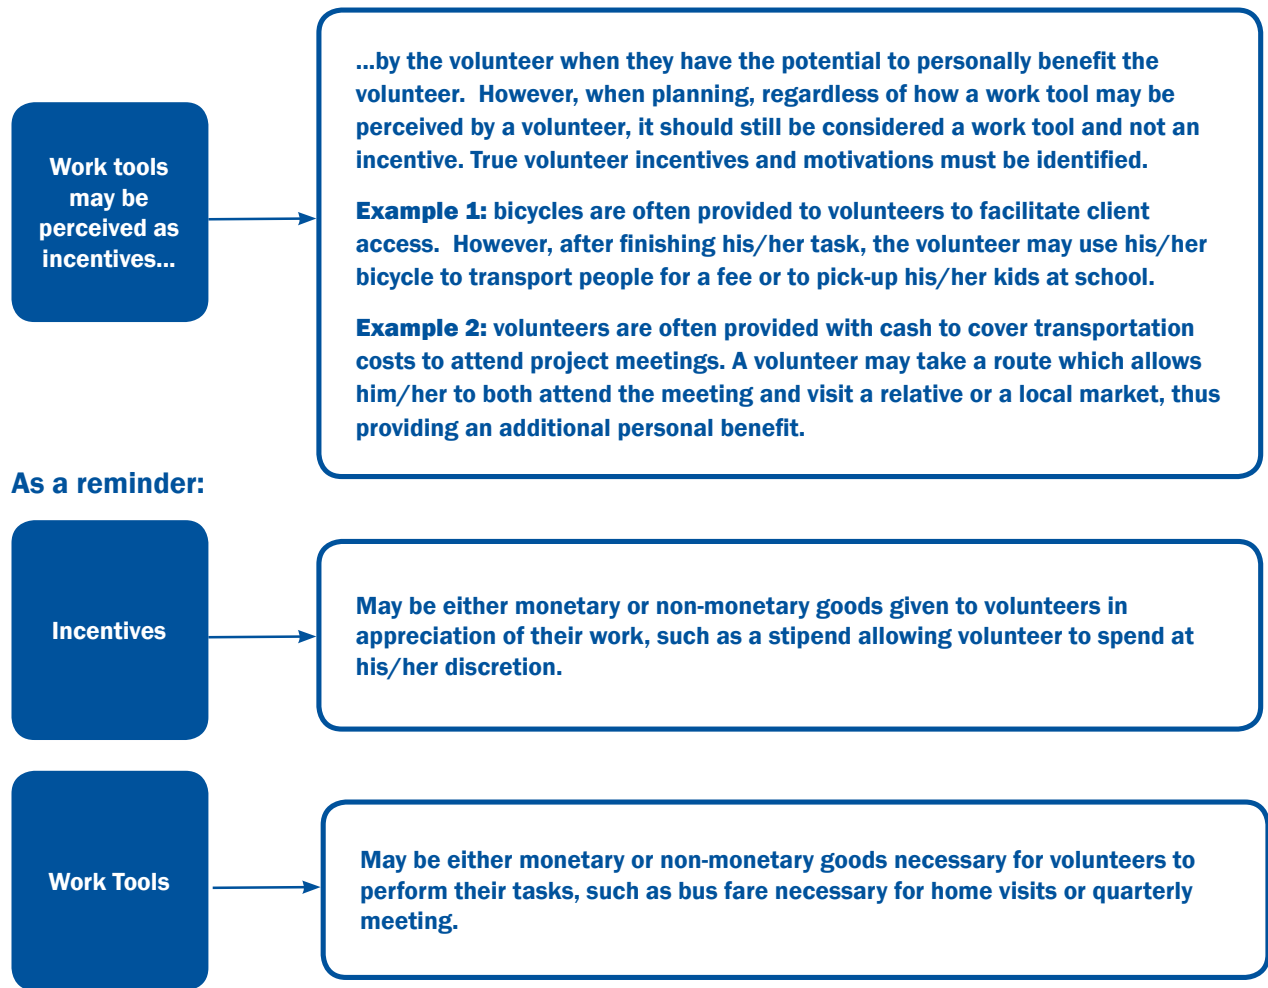 Work tools
may be
perceived as
incentives...
...by the volunteer when they have the potential to personally benefit the
volunteer.  However, when planning, regardless of how a work tool may be
perceived by a volunteer, it should still be considered a work tool and not an
incentive. True volunteer incentives and motivations must be identified.
Example 1: bicycles are often provided to volunteers to facilitate client
access.  However, after finishing his/her task, the volunteer may use his/her
bicycle to transport people for a fee or to pick-up his/her kids at school.
Example 2: volunteers are often provided with cash to cover transportation
costs to attend project meetings. A volunteer may take a route which allows
him/her to both attend the meeting and visit a relative or a local market, thus
providing an additional personal benefit.
As a reminder:
Incentives
May be either monetary or non-monetary goods given to volunteers in
appreciation of their work, such as a stipend allowing volunteer to spend at
his/her discretion.
Work Tools
May be either monetary or non-monetary goods necessary for volunteers to
perform their tasks, such as bus fare necessary for home visits or quarterly
meeting.